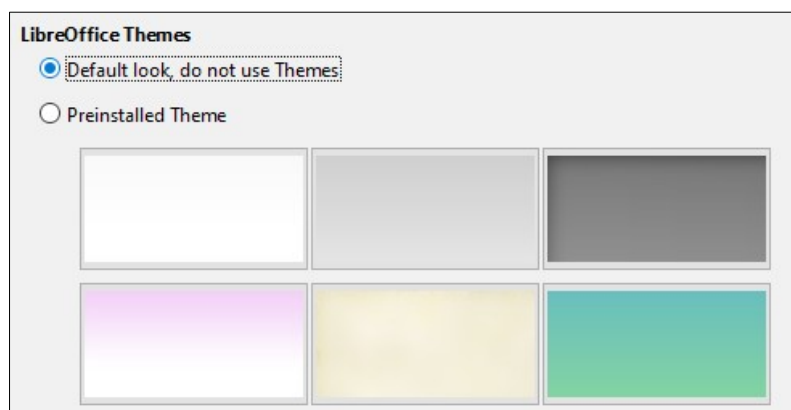 LibreOffice Themes
Default look, do not use Themes
Preinstalled Theme